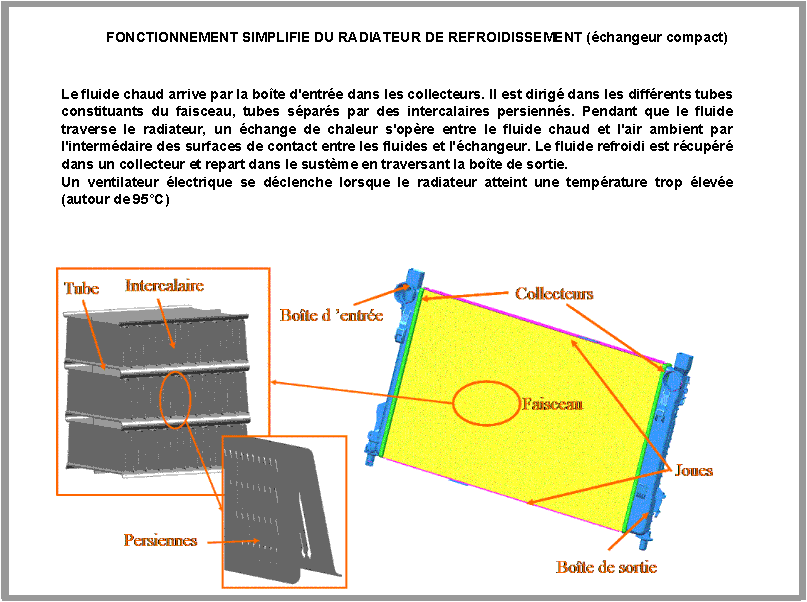 FONCTIONNEMENT SIMPLIFIE DU RADIATEUR DE REFROIDISSEMENT (échangeur compact)
Le fluide chaud arrive par la boîte d'entrée dans les collecteurs. Il est dirigé dans les différents tubes
constituants du faisceau, tubes séparés par des intercalaires persiennés. Pendant que le fluide
traverse le radiateur, un échange de chaleur s'opère entre le fluide chaud et l'air ambient par
l'intermédaire des surfaces de contact entre les fluides et l'échangeur. Le fluide refroidi est récupéré
dans un collecteur et repart dans le sustème en traversant la boîte de sortie.
Un ventilateur électrique se déclenche lorsque le radiateur atteint une température trop élevée
(autour de 95°C)
Tube
Intercalaire
Boîte d ’entrée
Collecteurs
Faisceau
Joues
Persiennes
Boîte de sortie